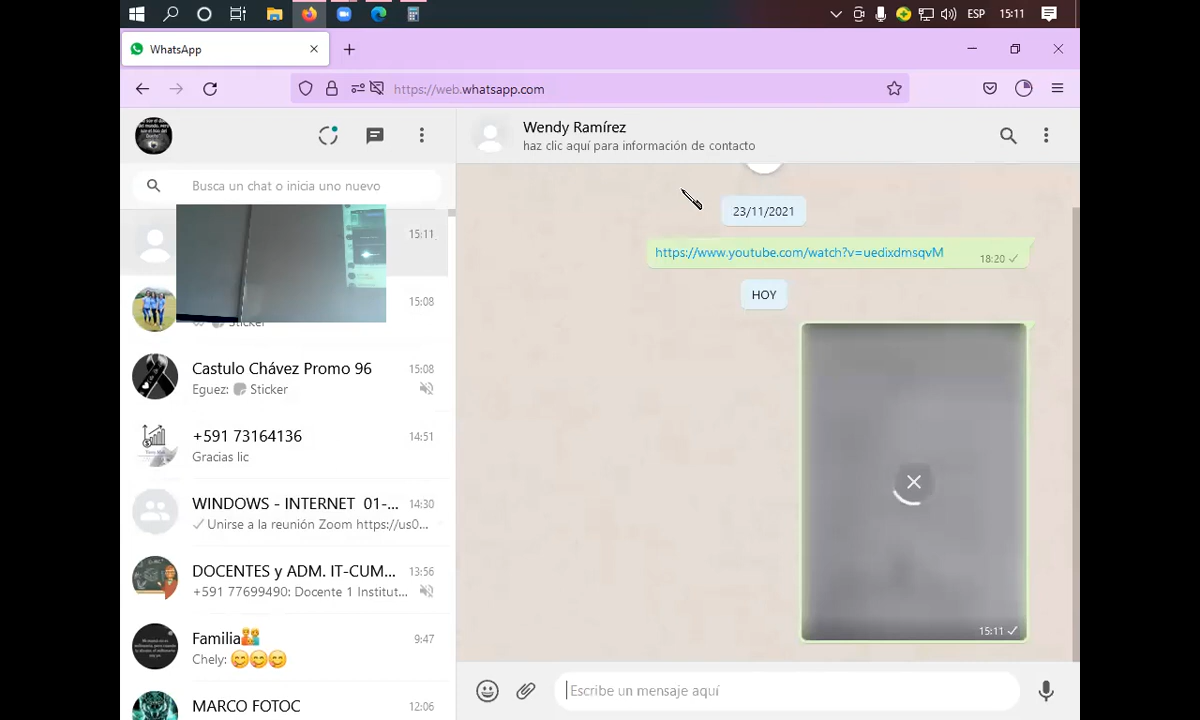 ESP 15:11
WhatsApp
https://web.whatsapp.com
Wendy Ramírez
haz clic aquí para información de contacto
Busca un chat o inicia uno nuevo
23/11/2021
15:11
https://www.youtube.com/watch?v=uedixdmsqvM
18:20
HOY
15:08
Sticker
Castulo Chávez Promo 96 15:08
Eguez: Sticker
+591 73164136 14:51
Gracias lic
WINDOWS - INTERNET 01-... 14:30
Unirse a la reunión Zoom https://us0...
DOCENTES y ADM. IT-CUM... 13:56
+591 77699490: Docente 1 Institut...
Familia 9:47
Chely:
15:11
MARCO FOTOC 12:06
Escribe un mensaje aquí